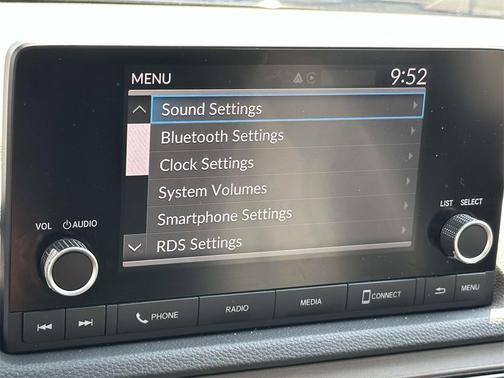 MENU 9:52
Sound Settings
Bluetooth Settings
Clock Settings
System Volumes
Smartphone Settings
RDS Settings
VOL AUDIO
LIST SELECT
PHONE RADIO MEDIA CONNECT MENU